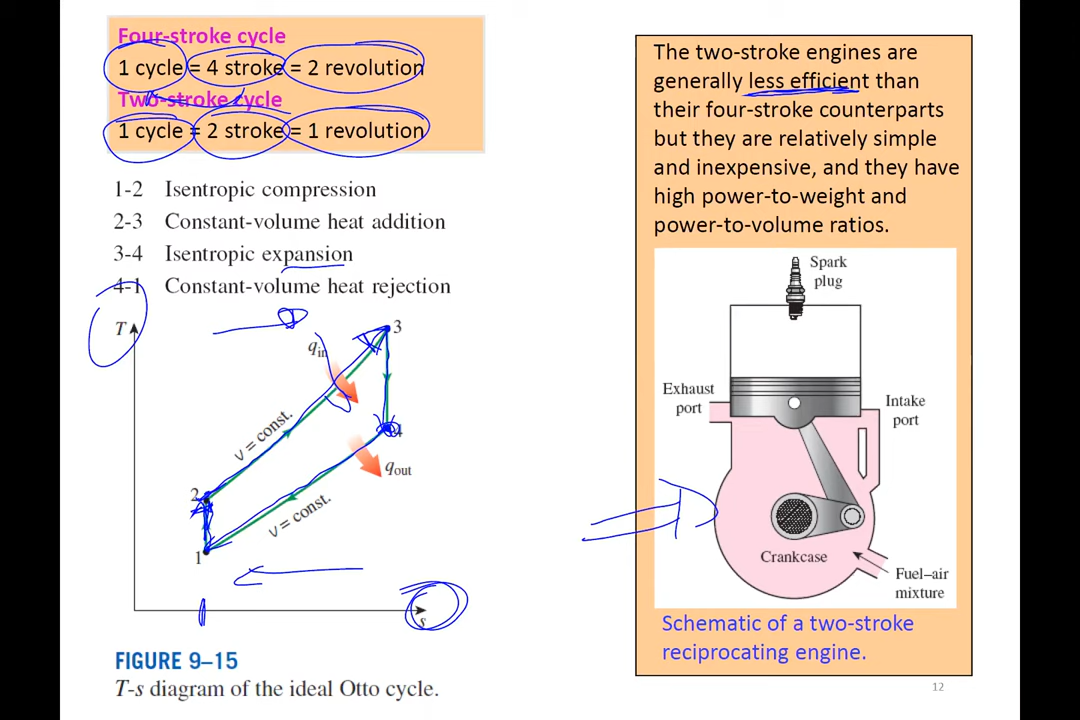 Four-stroke cycle
1 cycle = 4 stroke = 2 revolution
Two-stroke cycle
1 cycle = 2 stroke = 1 revolution
1-2 Isentropic compression
2-3 Constant-volume heat addition
3-4 Isentropic expansion
4-1 Constant-volume heat rejection
T
3
qin
v = const.
4
qout
2
v = const.
1
s
FIGURE 9–15
T-s diagram of the ideal Otto cycle.
The two-stroke engines are
generally less efficient than
their four-stroke counterparts
but they are relatively simple
and inexpensive, and they have
high power-to-weight and
power-to-volume ratios.
Spark
plug
Exhaust
port
Intake
port
Crankcase
Fuel–air
mixture
Schematic of a two-stroke
reciprocating engine.
12